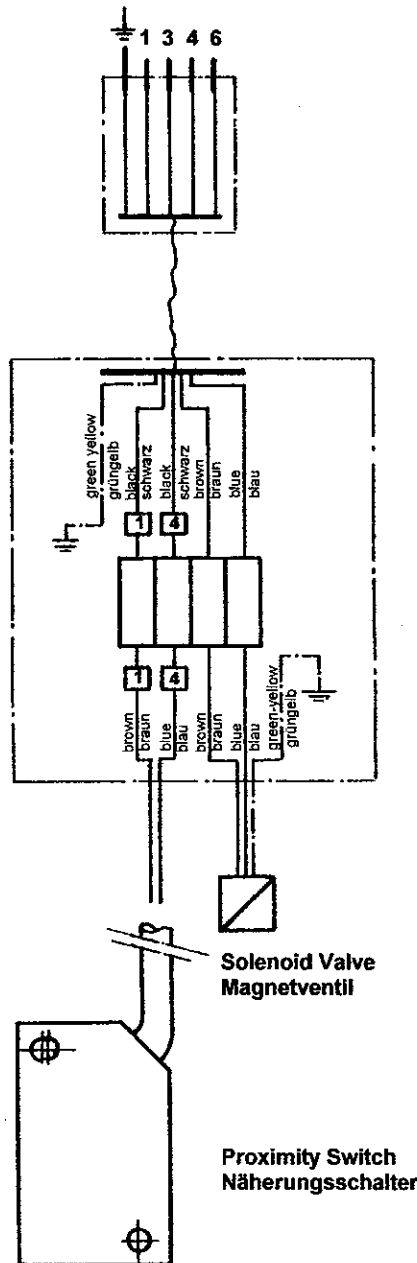 1 3 4 6
green yellow
grüngelb
black
schwarz
black
schwarz
brown
braun
blue
blau
1 4
1 4
brown
braun
blue
blau
brown
braun
blue
blau
green-yellow
grüngelb
Solenoid Valve
Magnetventil
Proximity Switch
Näherungsschalter